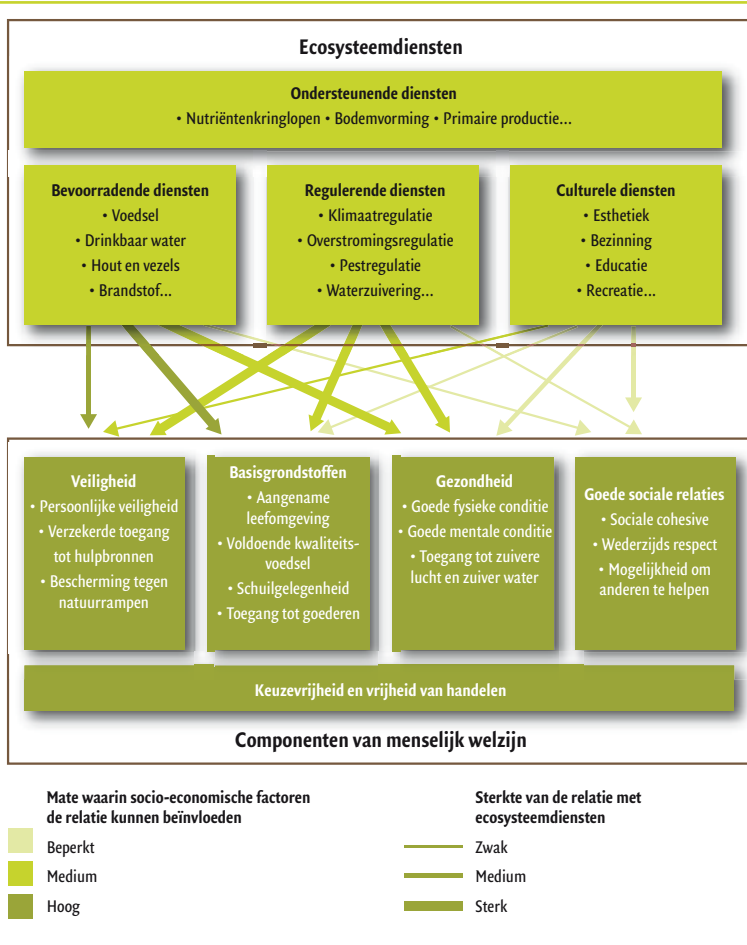 Ecosysteemdiensten
Ondersteunende diensten
• Nutriëntenkringlopen • Bodemvorming • Primaire productie...
Bevoorradende diensten
• Voedsel
• Drinkbaar water
• Hout en vezels
• Brandstof...
Regulerende diensten
• Klimaatregulatie
• Overstromingsregulatie
• Pestregulatie
• Waterzuivering...
Culturele diensten
• Esthetiek
• Bezinning
• Educatie
• Recreatie...
Veiligheid
• Persoonlijke veiligheid
• Verzekerde toegang
tot hulpbronnen
• Bescherming tegen
natuurrampen
Basisgrondstoffen
• Aangename
leefomgeving
• Voldoende kwaliteits-
voedsel
• Schuilgelegenheid
• Toegang tot goederen
Gezondheid
• Goede fysieke conditie
• Goede mentale conditie
• Toegang tot zuivere
lucht en zuiver water
Goede sociale relaties
• Sociale cohesive
• Wederzijds respect
• Mogelijkheid om
anderen te helpen
Keuzevrijheid en vrijheid van handelen
Componenten van menselijk welzijn
Mate waarin socio-economische factoren
de relatie kunnen beïnvloeden
Beperkt
Medium
Hoog
Sterkte van de relatie met
ecosysteemdiensten
Zwak
Medium
Sterk